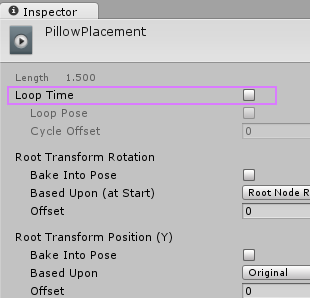 Inspector
PillowPlacement
Length 1.500
Loop Time
Loop Pose
Cycle Offset 0
Root Transform Rotation
Bake Into Pose
Based Upon (at Start) Root Node R
Offset 0
Root Transform Position (Y)
Bake Into Pose
Based Upon Original
Offset 0